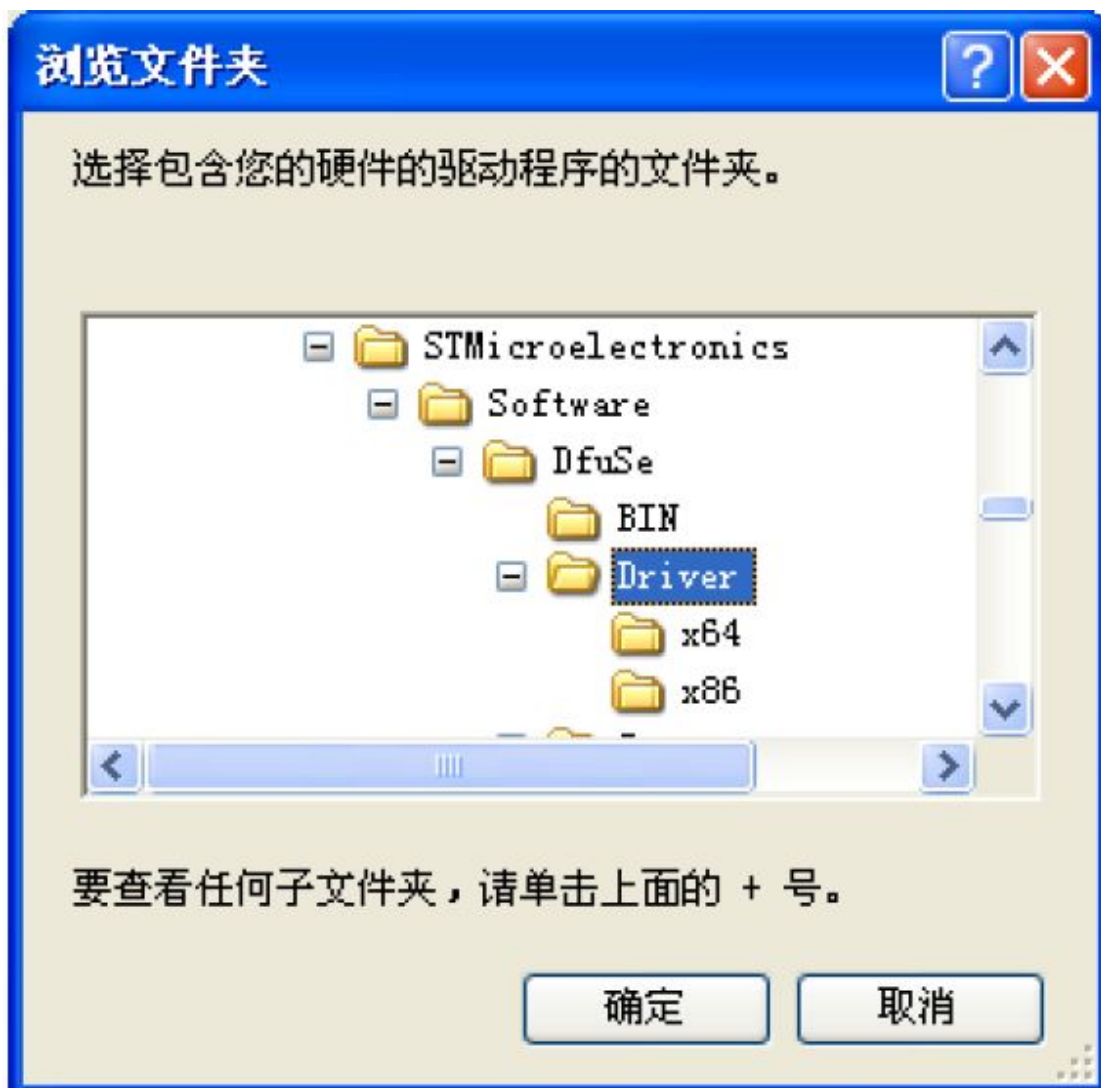 浏览文件夹
选择包含您的硬件的驱动程序的文件夹。
STMicroelectronics
Software
DfuSe
BIN
Driver
x64
x86
要查看任何子文件夹，请单击上面的 + 号。
确定 取消